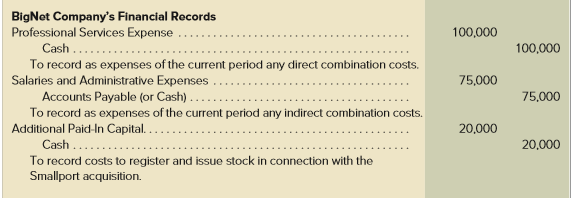 BigNet Company's Financial Records
Professional Services Expense ........................................ 100,000
Cash ........................................................... 100,000
To record as expenses of the current period any direct combination costs.
Salaries and Administrative Expenses .................................. 75,000
Accounts Payable (or Cash) ...................................... 75,000
To record as expenses of the current period any indirect combination costs.
Additional Paid-In Capital. ............................................ 20,000
Cash ........................................................... 20,000
To record costs to register and issue stock in connection with the
Smallport acquisition.